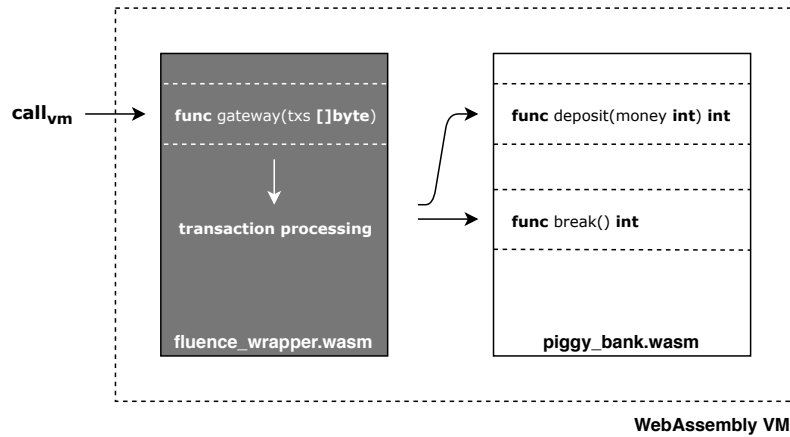 call_vm
func gateway(txs []byte)
transaction processing
fluence_wrapper.wasm
func deposit(money int) int
func break() int
piggy_bank.wasm
WebAssembly VM